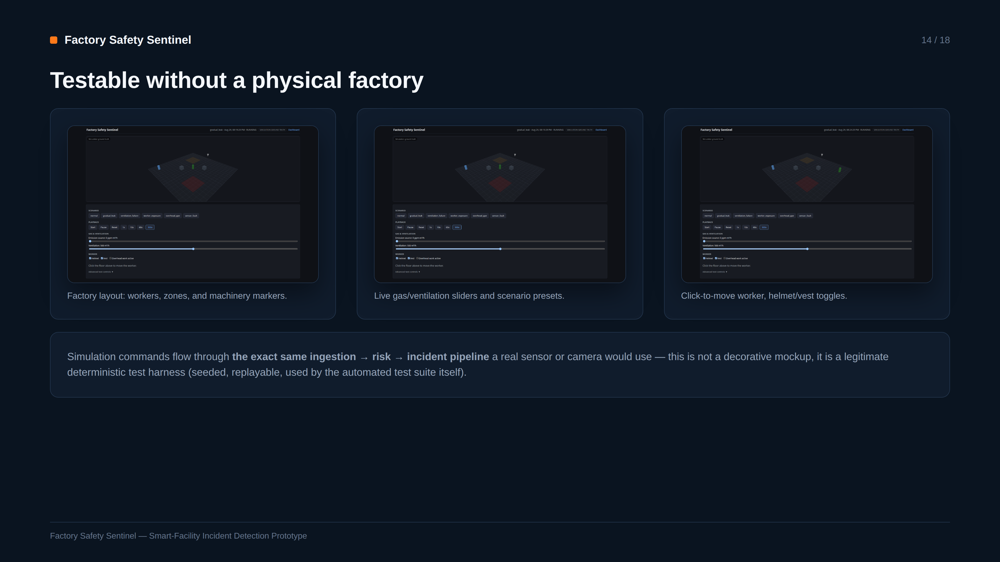 Factory Safety Sentinel
14 / 18
Testable without a physical factory
Factory Safety Sentinel
gradual_leak · Aug 29, 08:19:29 PM · RUNNING
SIMULATION GROUND TRUTH
Dashboard
Simulation ground truth
SCENARIO
normal gradual_leak ventilation_failure worker_exposure overhead_ppe sensor_fault
PLAYBACK
Start Pause Reset 1x 10x 60x 300x
GAS & VENTILATION
Emission source: 0 ppm·m³/h
Ventilation: 500 m³/h
WORKER
Helmet Vest Overhead work active
Click the floor above to move the worker.
Advanced test controls ▼
Factory layout: workers, zones, and machinery markers.
Factory Safety Sentinel
gradual_leak · Aug 29, 08:19:29 PM · RUNNING
SIMULATION GROUND TRUTH
Dashboard
Simulation ground truth
SCENARIO
normal gradual_leak ventilation_failure worker_exposure overhead_ppe sensor_fault
PLAYBACK
Start Pause Reset 1x 10x 60x 300x
GAS & VENTILATION
Emission source: 0 ppm·m³/h
Ventilation: 500 m³/h
WORKER
Helmet Vest Overhead work active
Click the floor above to move the worker.
Advanced test controls ▼
Live gas/ventilation sliders and scenario presets.
Factory Safety Sentinel
gradual_leak · Aug 29, 08:24:29 PM · RUNNING
SIMULATION GROUND TRUTH
Dashboard
Simulation ground truth
SCENARIO
normal gradual_leak ventilation_failure worker_exposure overhead_ppe sensor_fault
PLAYBACK
Start Pause Reset 1x 10x 60x 300x
GAS & VENTILATION
Emission source: 0 ppm·m³/h
Ventilation: 500 m³/h
WORKER
Helmet Vest Overhead work active
Click the floor above to move the worker.
Advanced test controls ▼
Click-to-move worker, helmet/vest toggles.
Simulation commands flow through the exact same ingestion → risk → incident pipeline a real sensor or camera would use — this is not a decorative mockup, it is a legitimate
deterministic test harness (seeded, replayable, used by the automated test suite itself).
Factory Safety Sentinel — Smart-Facility Incident Detection Prototype